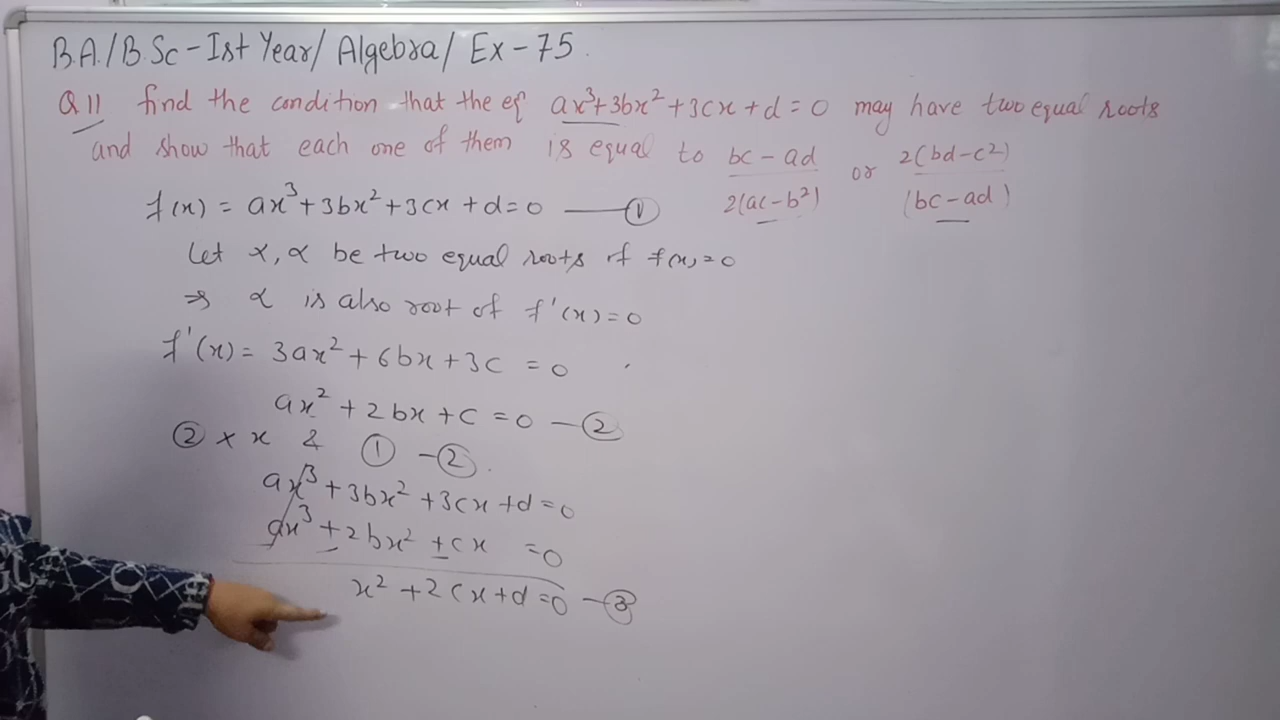 B.A./B.Sc - Ist Year/ Algebra/ Ex - 75
Q 11 find the condition that the eq ax³+3bx²+3cx+d=0 may have two equal roots
and show that each one of them is equal to (bc - ad)/(2(ac-b²)) or 2(bd-c²)/(bc-ad)
f(x) = ax³+3bx²+3cx+d=0 —— ①
Let α, α be two equal roots of f(x)=0
⇒ α is also root of f'(x)=0
f'(x) = 3ax²+6bx+3c = 0
ax²+2bx+c=0 - ②
② × x & ① - ②.
ax³+3bx²+3cx+d=0
ax³+2bx²+cx =0
x²+2cx+d=0 - ③